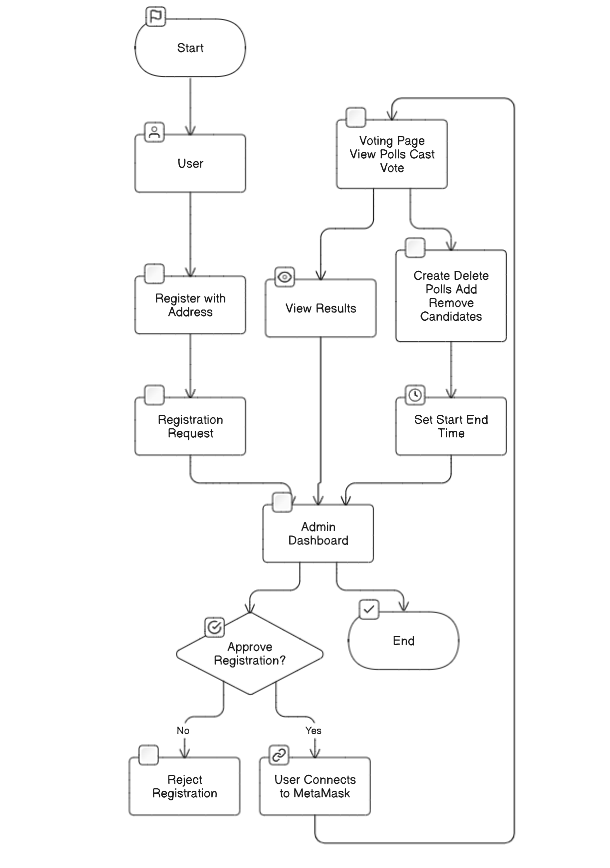 Start
User
Voting Page
View Polls Cast
Vote
Register with
Address
View Results
Create Delete
Polls Add
Remove
Candidates
Registration
Request
Set Start End
Time
Admin
Dashboard
Approve
Registration?
End
No
Yes
Reject
Registration
User Connects
to MetaMask